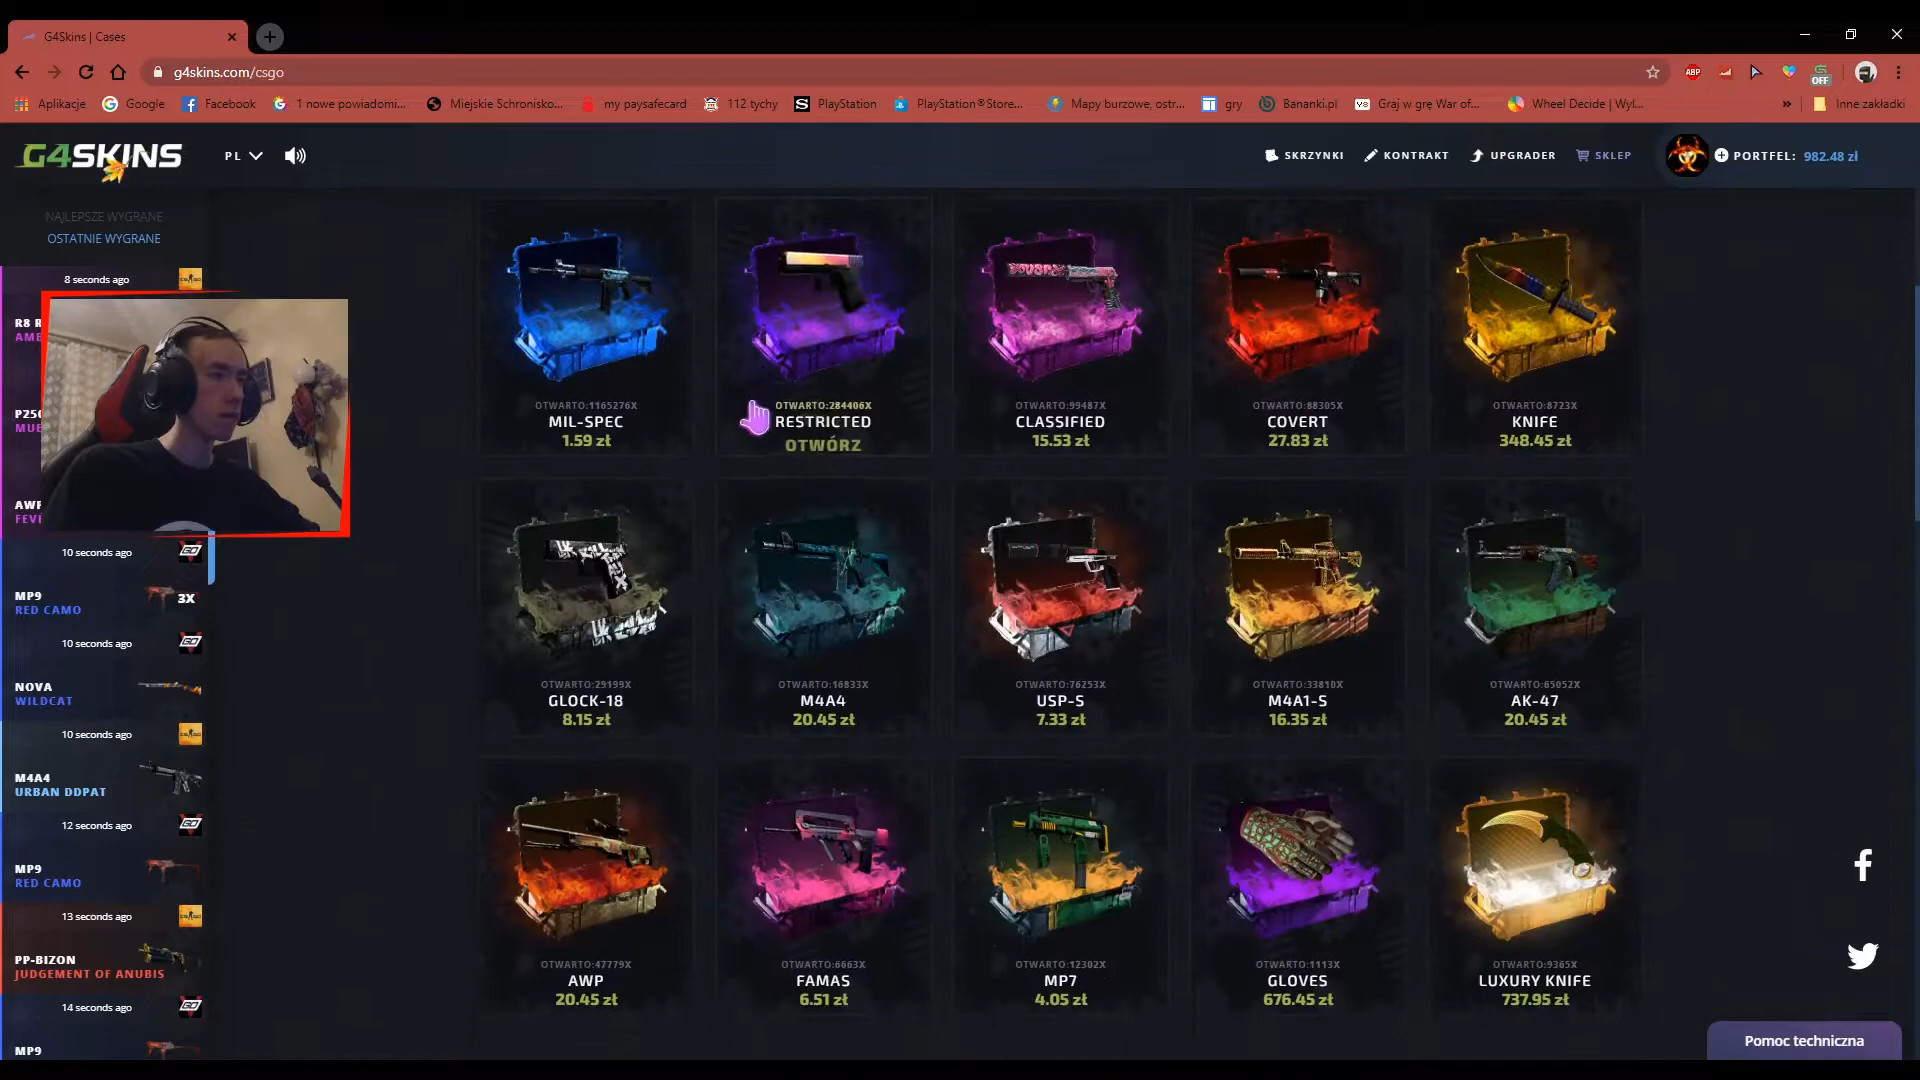 G4Skins | Cases
g4skins.com/csgo
ABP
OFF
Aplikacje
Google
Facebook
1 nowe powiadomi...
Miejskie Schronisko...
my paysafecard
112 tychy
PlayStation
PlayStation®Store...
Mapy burzowe, ostr...
gry
Bananki.pl
Graj w grę War of...
Wheel Decide | Wyl...
Inne zakładki
G4SKINS
PL
SKRZYNKI
KONTRAKT
UPGRADER
SKLEP
PORTFEL: 982.48 zł
NAJLEPSZE WYGRANE
OSTATNIE WYGRANE
8 seconds ago
R8 R
AMB
P250
MUE
AWP
FEVE
10 seconds ago
MP9
RED CAMO
3X
10 seconds ago
NOVA
WILDCAT
10 seconds ago
M4A4
URBAN DDPAT
12 seconds ago
MP9
RED CAMO
13 seconds ago
PP-BIZON
JUDGEMENT OF ANUBIS
14 seconds ago
MP9
OTWARTO:1165276X
MIL-SPEC
1.59 zł
OTWARTO:284406X
RESTRICTED
OTWÓRZ
OTWARTO:99487X
CLASSIFIED
15.53 zł
OTWARTO:88305X
COVERT
27.83 zł
OTWARTO:8723X
KNIFE
348.45 zł
OTWARTO:29199X
GLOCK-18
8.15 zł
OTWARTO:16833X
M4A4
20.45 zł
OTWARTO:76253X
USP-S
7.33 zł
OTWARTO:33810X
M4A1-S
16.35 zł
OTWARTO:65052X
AK-47
20.45 zł
OTWARTO:47779X
AWP
20.45 zł
OTWARTO:6663X
FAMAS
6.51 zł
OTWARTO:12302X
MP7
4.05 zł
OTWARTO:1113X
GLOVES
676.45 zł
OTWARTO:9365X
LUXURY KNIFE
737.95 zł
Pomoc techniczna